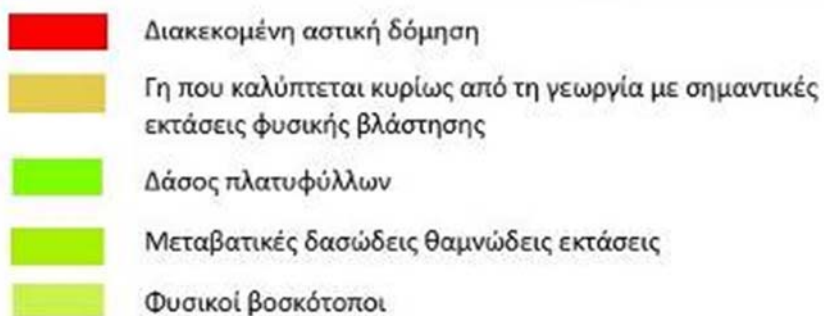 Διακεκομένη αστική δόμηση
Γη που καλύπτεται κυρίως από τη γεωργία με σημαντικές
εκτάσεις φυσικής βλάστησης
Δάσος πλατυφύλλων
Μεταβατικές δασώδεις θαμνώδεις εκτάσεις
Φυσικοί βοσκότοποι